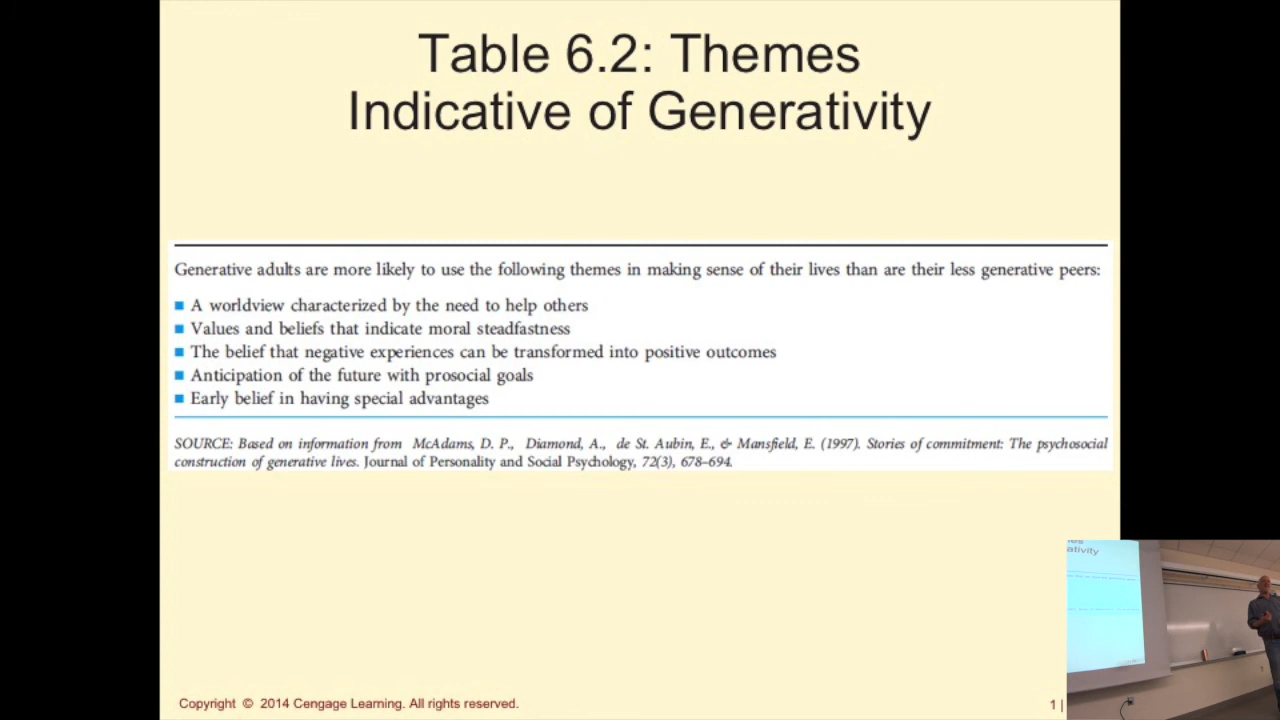 Table 6.2: Themes
Indicative of Generativity
Generative adults are more likely to use the following themes in making sense of their lives than are their less generative peers:
■ A worldview characterized by the need to help others
■ Values and beliefs that indicate moral steadfastness
■ The belief that negative experiences can be transformed into positive outcomes
■ Anticipation of the future with prosocial goals
■ Early belief in having special advantages
SOURCE: Based on information from McAdams, D. P., Diamond, A., de St. Aubin, E., & Mansfield, E. (1997). Stories of commitment: The psychosocial
construction of generative lives. Journal of Personality and Social Psychology, 72(3), 678–694.
Copyright © 2014 Cengage Learning. All rights reserved.
1 |
ativity